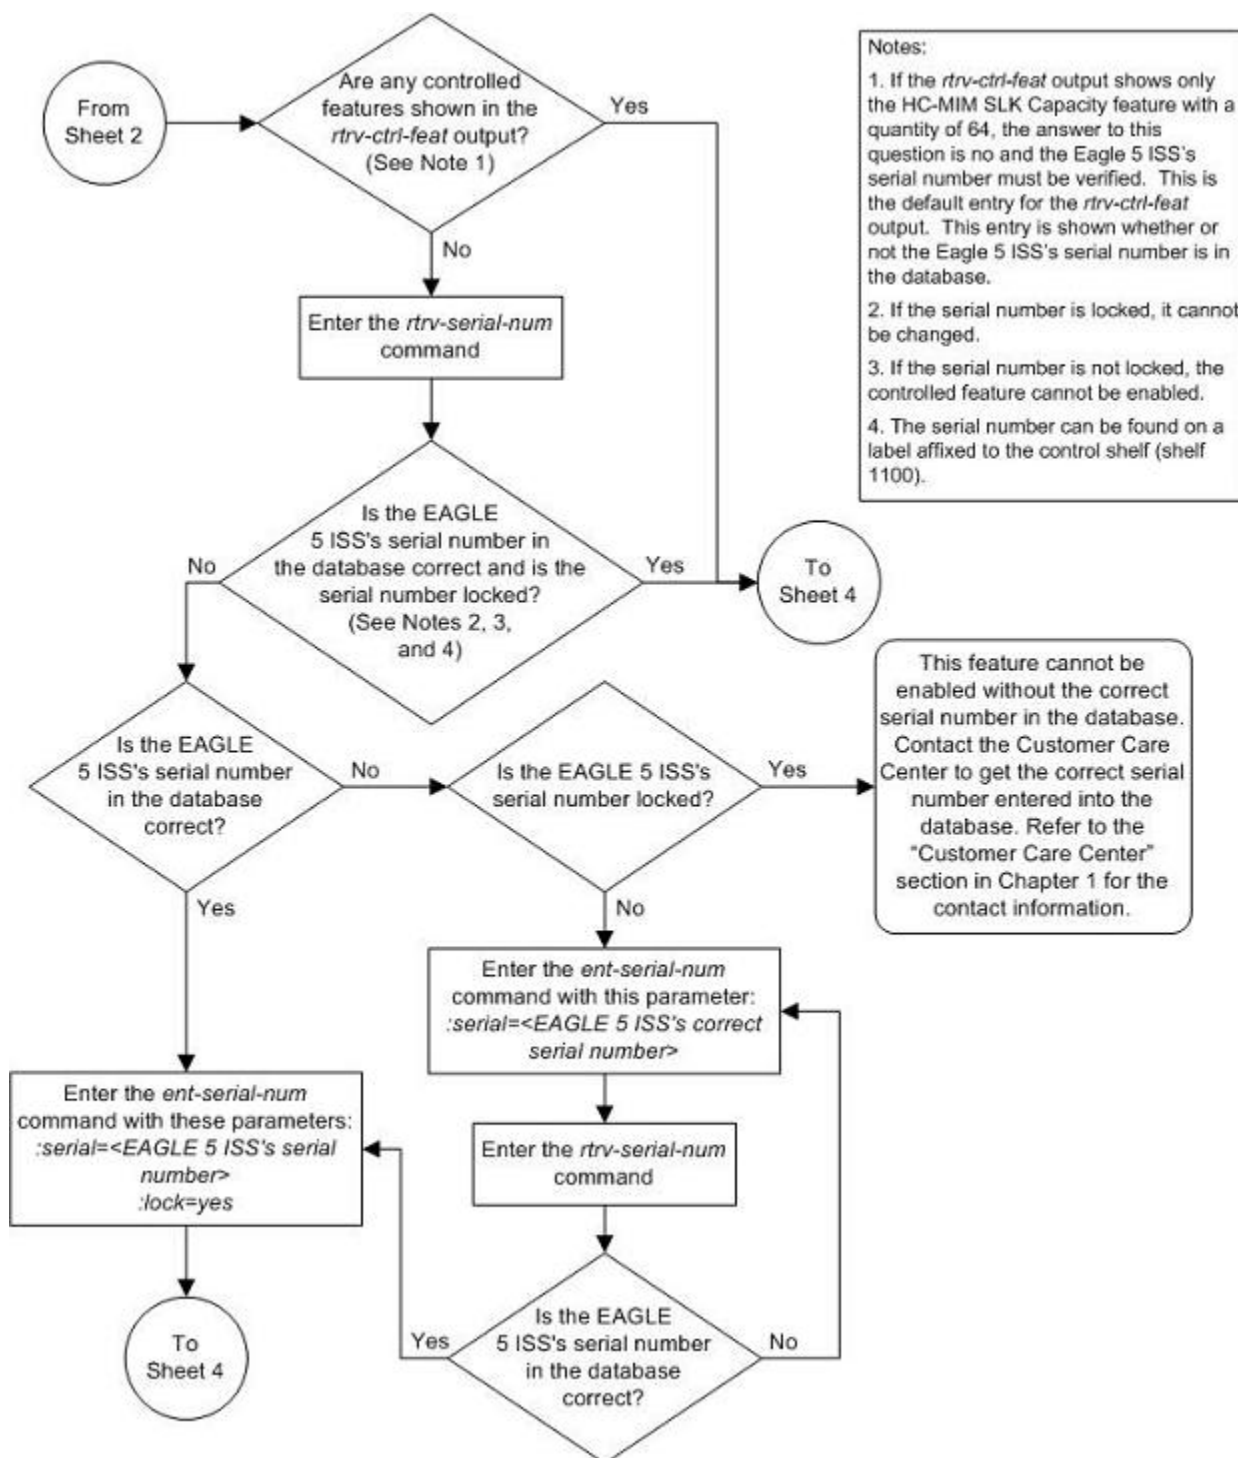 From
Sheet 2
Are any controlled
features shown in the
rtrv-ctrl-feat output?
(See Note 1)
Yes
No
Notes:
1. If the rtrv-ctrl-feat output shows only
the HC-MIM SLK Capacity feature with a
quantity of 64, the answer to this
question is no and the Eagle 5 ISS's
serial number must be verified. This is
the default entry for the rtrv-ctrl-feat
output. This entry is shown whether or
not the Eagle 5 ISS's serial number is in
the database.
2. If the serial number is locked, it cannot
be changed.
3. If the serial number is not locked, the
controlled feature cannot be enabled.
4. The serial number can be found on a
label affixed to the control shelf (shelf
1100).
Enter the rtrv-serial-num
command
Is the EAGLE
5 ISS's serial number in
the database correct and is the
serial number locked?
(See Notes 2, 3,
and 4)
No
Yes
To
Sheet 4
Is the EAGLE
5 ISS's serial number
in the database
correct?
No
Yes
Is the EAGLE 5 ISS's
serial number locked?
Yes
No
This feature cannot be
enabled without the correct
serial number in the database.
Contact the Customer Care
Center to get the correct serial
number entered into the
database. Refer to the
“Customer Care Center”
section in Chapter 1 for the
contact information.
Enter the ent-serial-num
command with this parameter:
:serial=<EAGLE 5 ISS's correct
serial number>
Enter the ent-serial-num
command with these parameters:
:serial=<EAGLE 5 ISS's serial
number>
:lock=yes
Enter the rtrv-serial-num
command
To
Sheet 4
Is the EAGLE
5 ISS's serial number
in the database
correct?
Yes
No